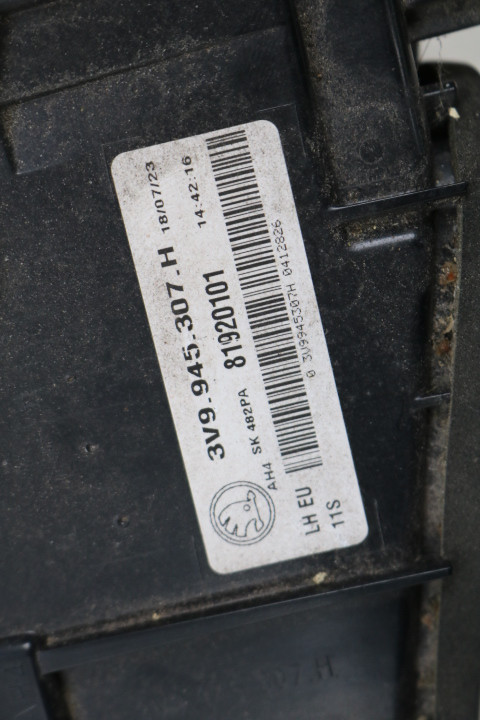 3V9.945.307.H 18/07/23
14:42:16
AH4 SK 482PA 81920101
LH EU 0 3V9945307H 0412826
11S